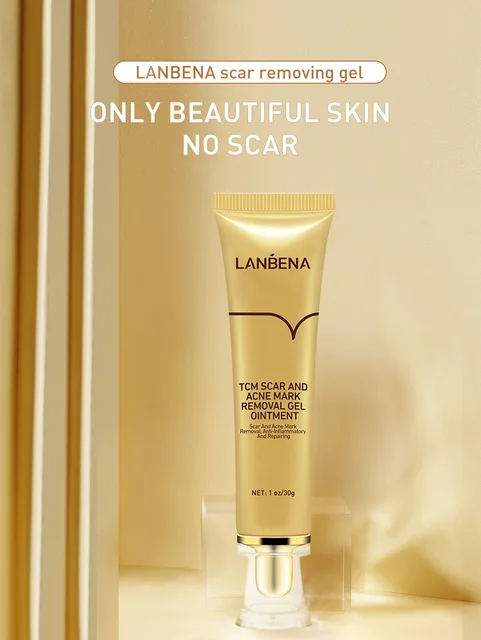 LANBENA scar removing gel
ONLY BEAUTIFUL SKIN
NO SCAR
LANBENA
TCM SCAR AND
ACNE MARK
REMOVAL GEL
OINTMENT
Scar And Acne Mark
Removal, Anti-Inflammatory
And Repairing
NET: 1 oz/30g